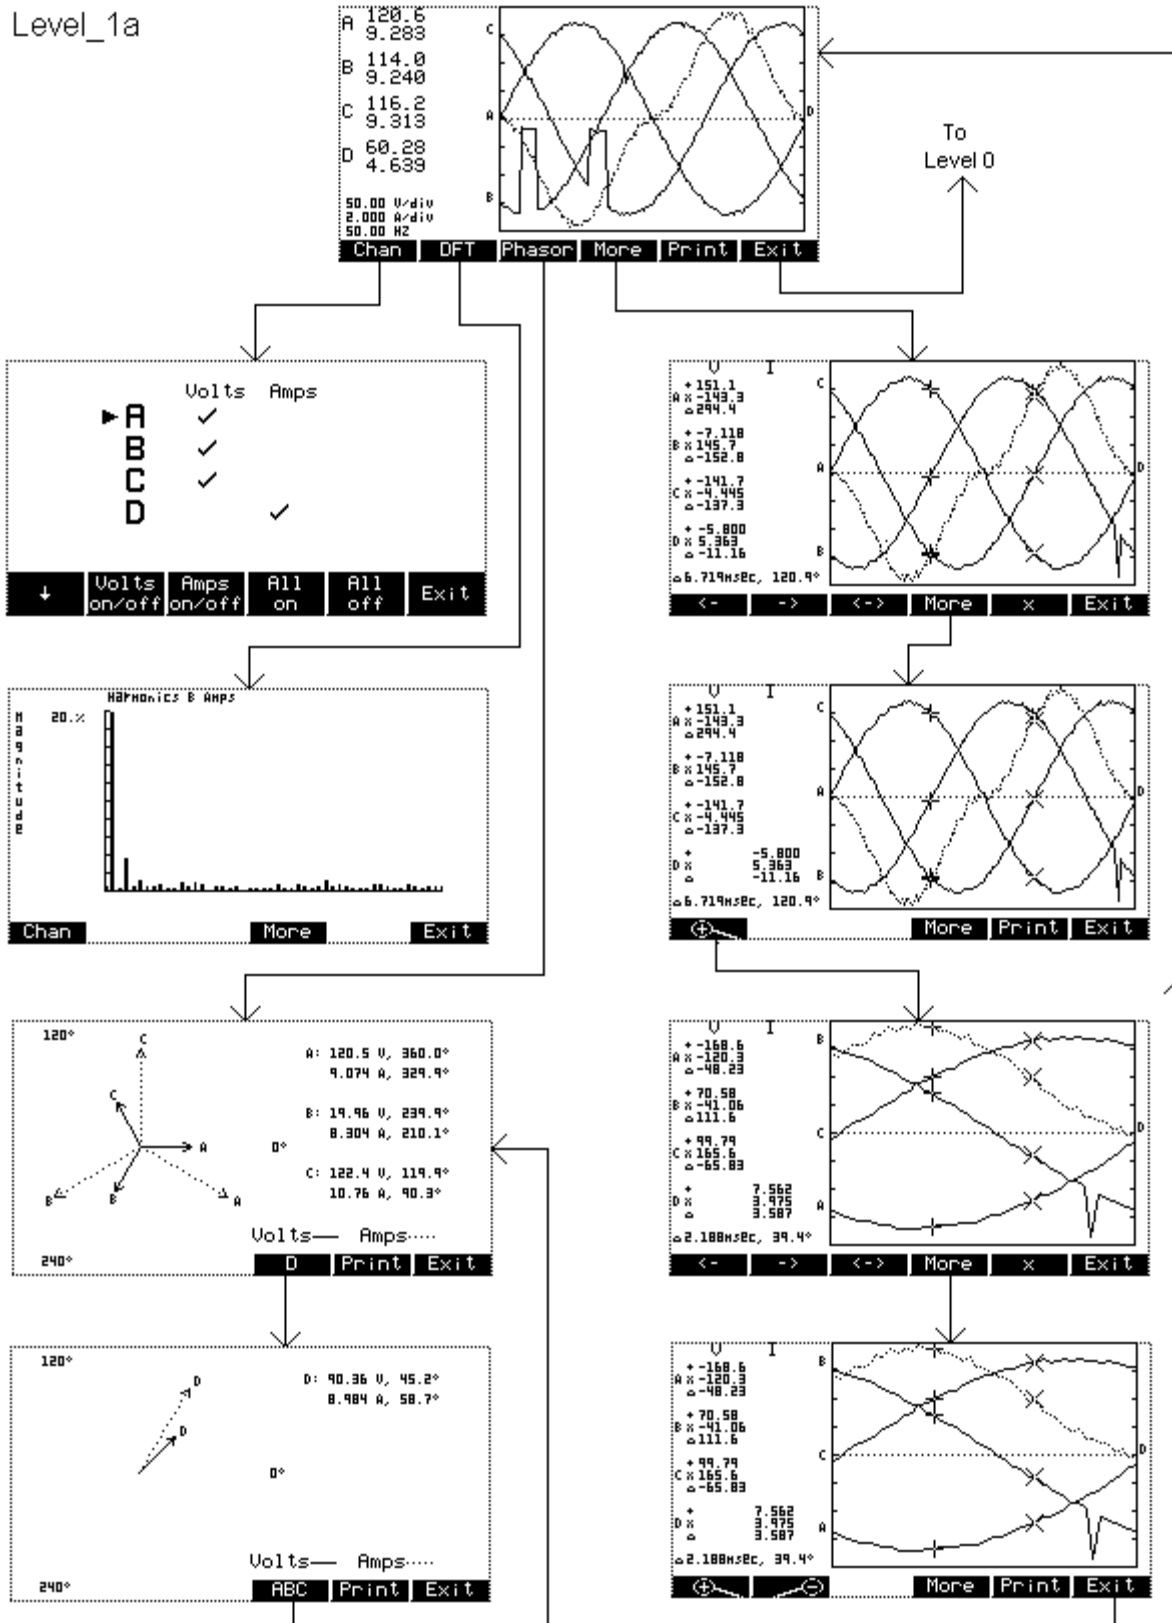 Level_1a
A 120.6
9.283
B 114.0
9.240
C 116.2
9.313
D 60.28
4.639
50.00 V/div
2.000 A/div
50.00 HZ
C
A
B
D
Chan DFT Phasor More Print Exit
To
Level 0
Volts Amps
A ✓
B ✓
C ✓
D ✓
↓ Volts on/off Amps on/off All on All off Exit
V I
+ 151.1
A x -143.3
△ 294.4
+ -7.118
B x 145.7
△ -152.8
+ -141.7
C x -4.445
△ -137.3
+ -5.800
D x 5.363
△ -11.16
△ 6.719msec, 120.9°
C
A
B
D
<- -> <-> More x Exit
Harmonics B Amps
Magnitude
20.%
Chan More Exit
V I
+ 151.1
A x -143.3
△ 294.4
+ -7.118
B x 145.7
△ -152.8
+ -141.7
C x -4.445
△ -137.3
+ -5.800
D x 5.363
△ -11.16
△ 6.719msec, 120.9°
C
A
B
D
More Print Exit
120°
C
C
A
B
B
A
0°
240°
A: 120.5 V, 360.0°
9.074 A, 329.9°
B: 19.96 V, 239.9°
8.304 A, 210.1°
C: 122.4 V, 119.9°
10.76 A, 90.3°
Volts— Amps·····
D Print Exit
V I
+ -168.6
A x -120.3
△ -48.23
+ 70.58
B x -41.06
△ 111.6
+ 99.79
C x 165.6
△ -65.83
+ 7.562
D x 3.975
△ 3.587
△ 2.188msec, 39.4°
B
C
A
D
<- -> <-> More x Exit
120°
D
D
0°
240°
D: 90.36 V, 45.2°
8.984 A, 58.7°
Volts— Amps·····
ABC Print Exit
V I
+ -168.6
A x -120.3
△ -48.23
+ 70.58
B x -41.06
△ 111.6
+ 99.79
C x 165.6
△ -65.83
+ 7.562
D x 3.975
△ 3.587
△ 2.188msec, 39.4°
B
C
A
D
More Print Exit